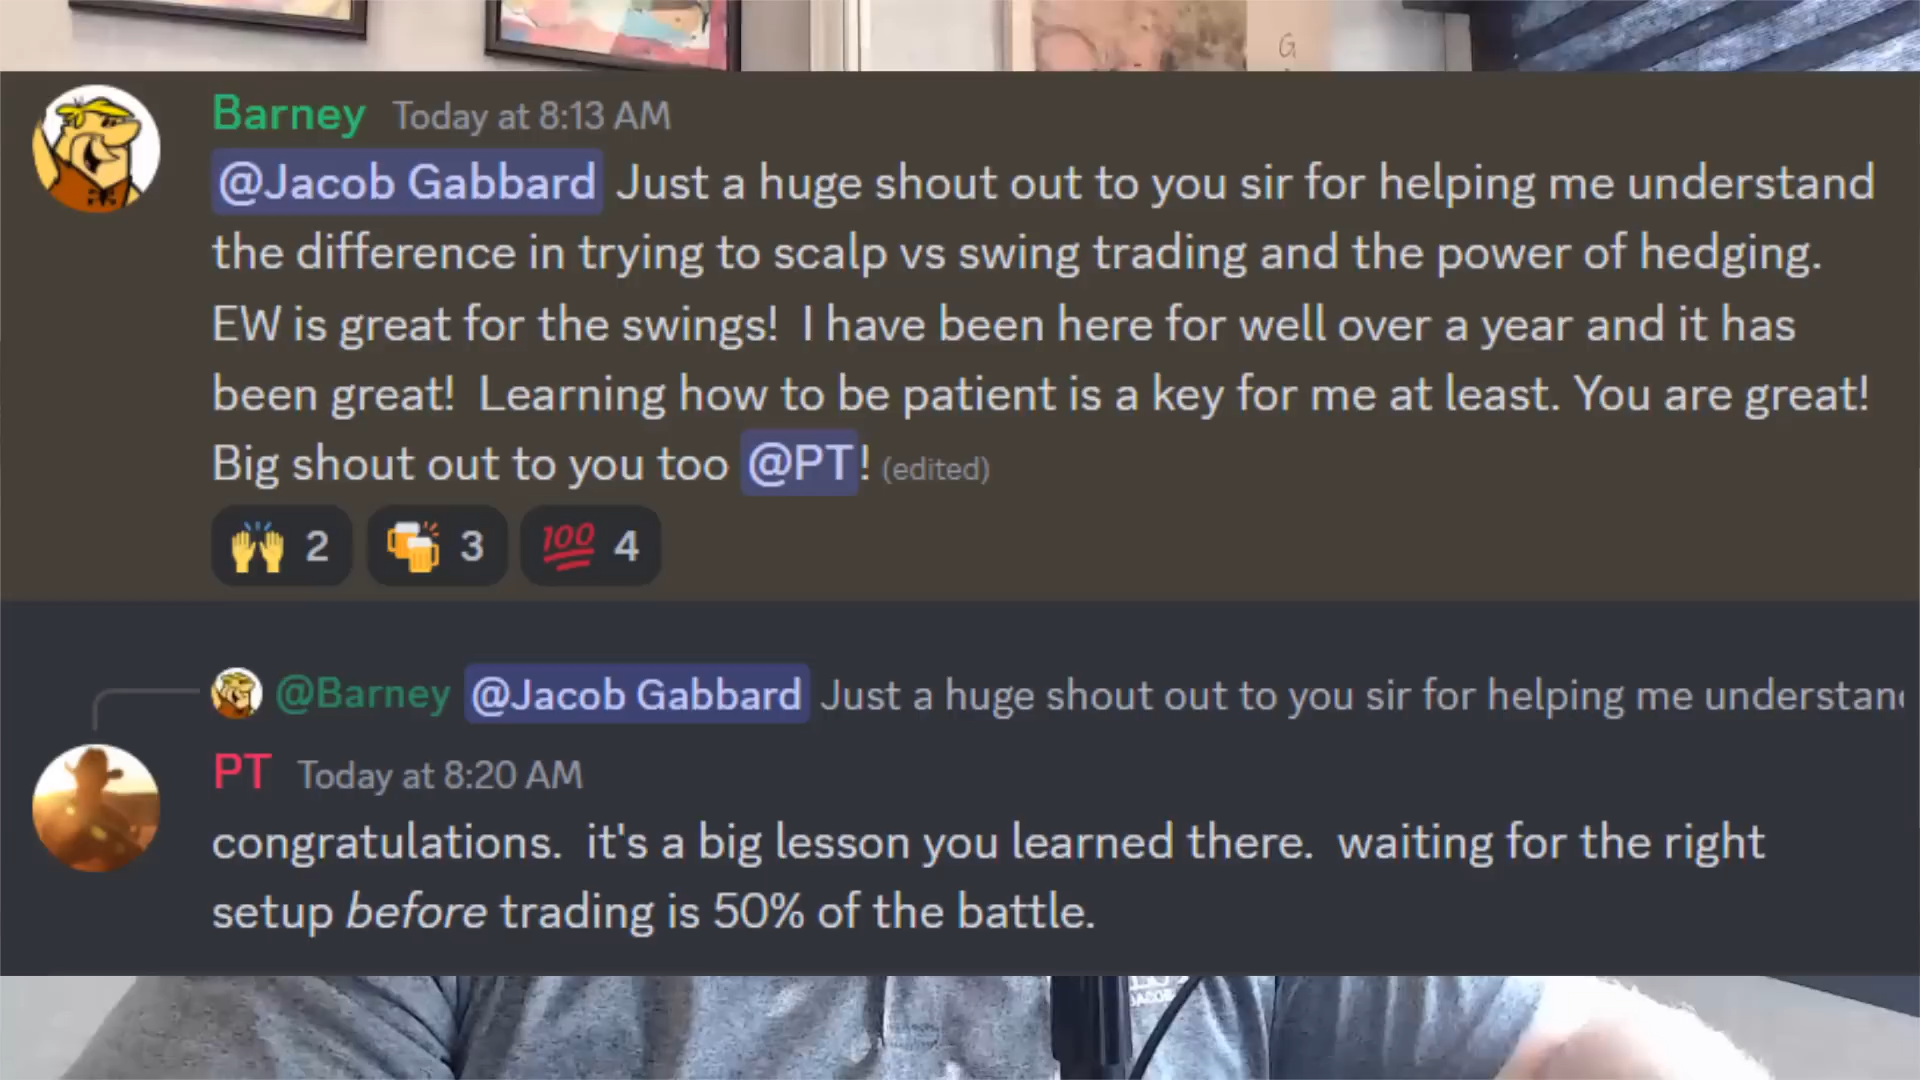 G
Barney Today at 8:13 AM
@Jacob Gabbard Just a huge shout out to you sir for helping me understand
the difference in trying to scalp vs swing trading and the power of hedging.
EW is great for the swings!  I have been here for well over a year and it has
been great!  Learning how to be patient is a key for me at least. You are great!
Big shout out to you too @PT! (edited)
2 3 100 4
@Barney @Jacob Gabbard Just a huge shout out to you sir for helping me understan
PT Today at 8:20 AM
congratulations.  it's a big lesson you learned there.  waiting for the right
setup before trading is 50% of the battle.
JACOB